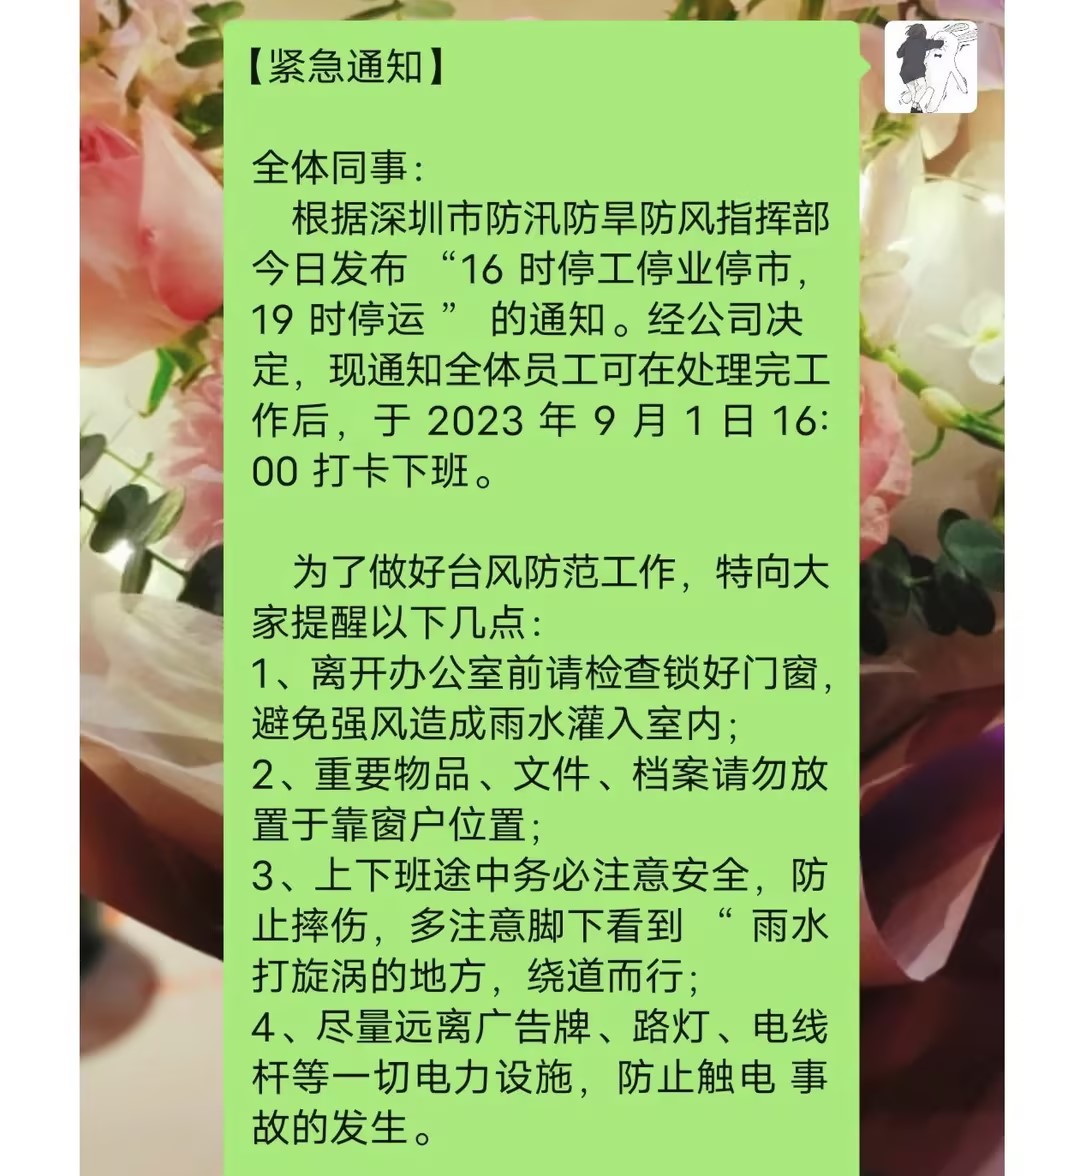 【紧急通知】
全体同事：
根据深圳市防汛防旱防风指挥部
今日发布 “16 时停工停业停市，
19 时停运 ” 的通知。经公司决
定，现通知全体员工可在处理完工
作后，于 2023 年 9 月 1 日 16:
00 打卡下班。
为了做好台风防范工作，特向大
家提醒以下几点：
1、离开办公室前请检查锁好门窗，
避免强风造成雨水灌入室内；
2、重要物品、文件、档案请勿放
置于靠窗户位置；
3、上下班途中务必注意安全，防
止摔伤，多注意脚下看到 “ 雨水
打旋涡的地方，绕道而行；
4、尽量远离广告牌、路灯、电线
杆等一切电力设施，防止触电 事
故的发生。